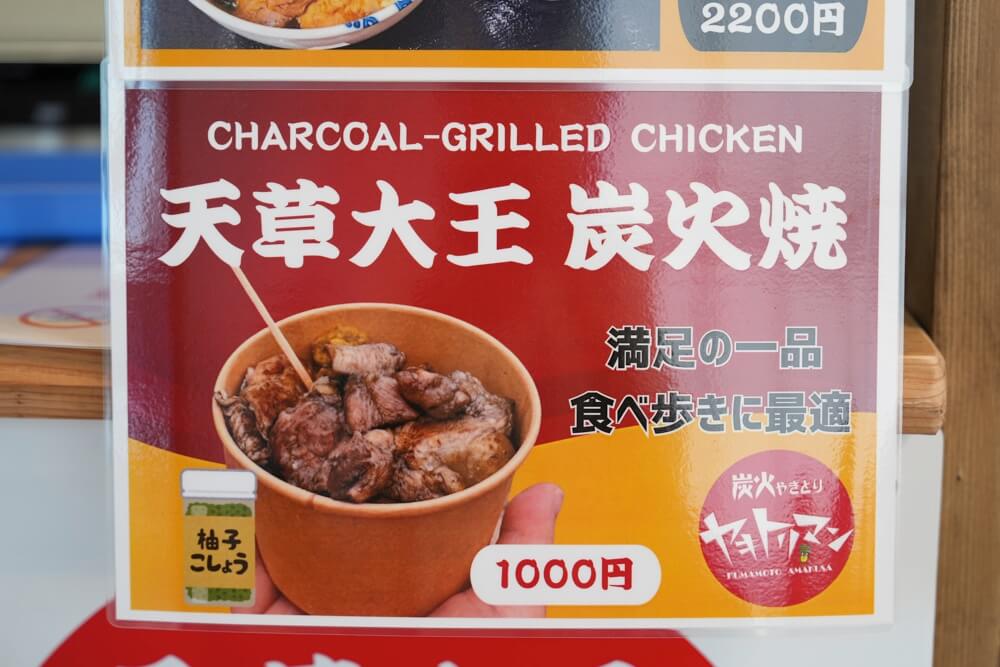 2200円
CHARCOAL-GRILLED CHICKEN
天草大王 炭火焼
満足の一品
食べ歩きに最適
柚子
こしょう
1000円
炭火やきとり
ヤキトリマン
KUMAMOTO AMAKUSA